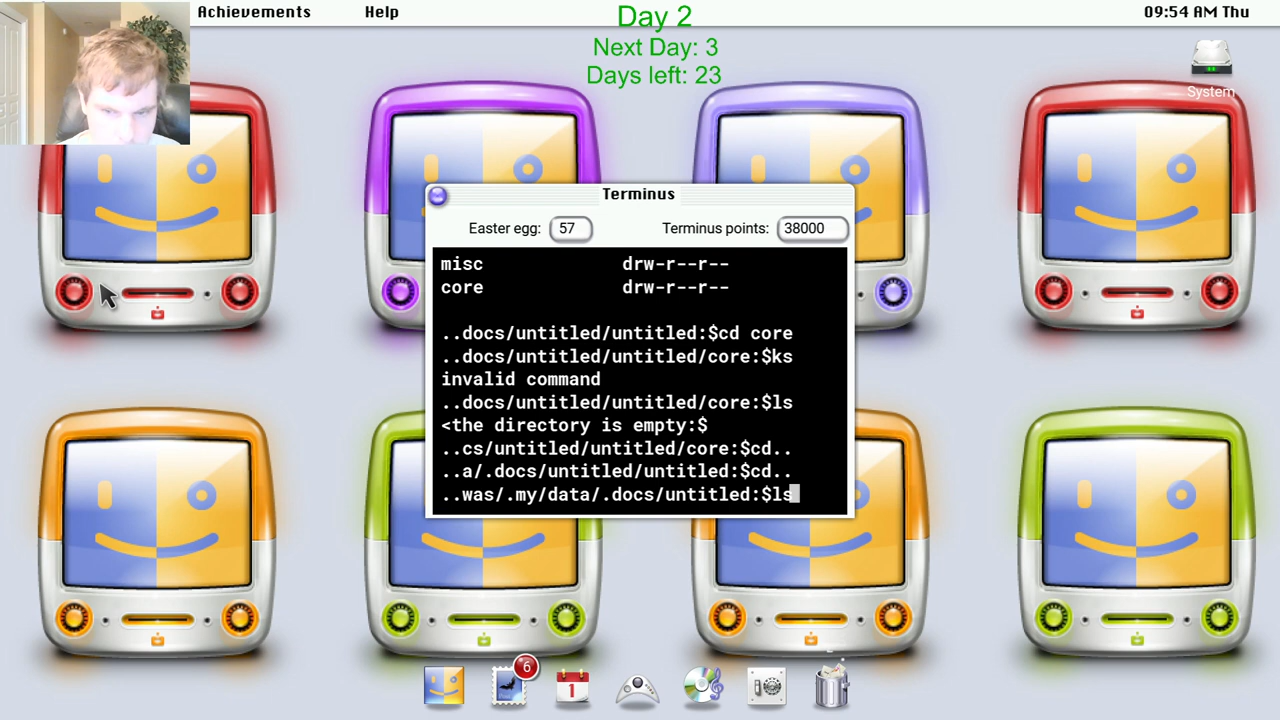 Achievements Help
Day 2
09:54 AM Thu
Next Day: 3
Days left: 23
System
Terminus
Easter egg: 57 Terminus points: 38000
misc drw-r--r--
core drw-r--r--
..docs/untitled/untitled:$cd core
..docs/untitled/untitled/core:$ks
invalid command
..docs/untitled/untitled/core:$ls
<the directory is empty:$
..cs/untitled/untitled/core:$cd..
..a/.docs/untitled/untitled:$cd..
..was/.my/data/.docs/untitled:$ls
6
1